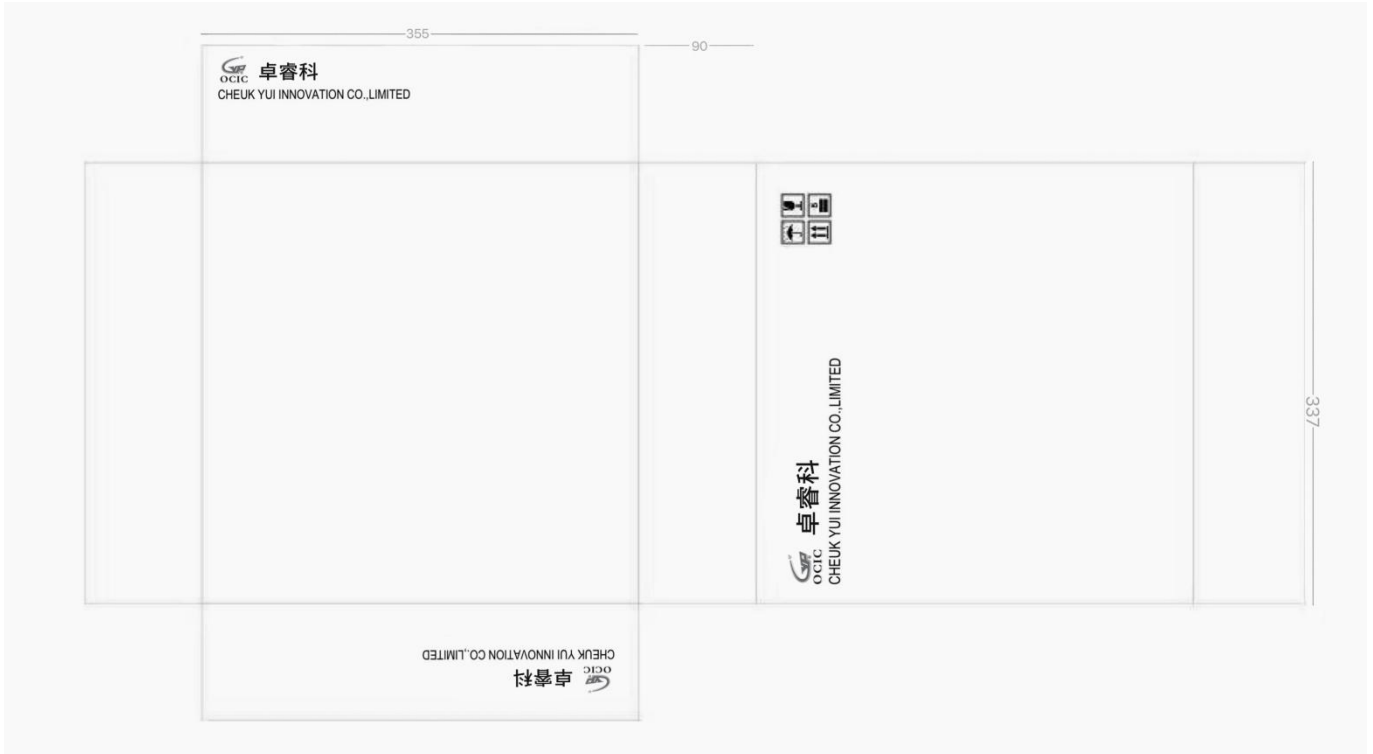 355
90
OCIC 卓睿科
CHEUK YUI INNOVATION CO.,LIMITED
337
OCIC 卓睿科
CHEUK YUI INNOVATION CO.,LIMITED
OCIC 卓睿科
CHEUK YUI INNOVATION CO.,LIMITED